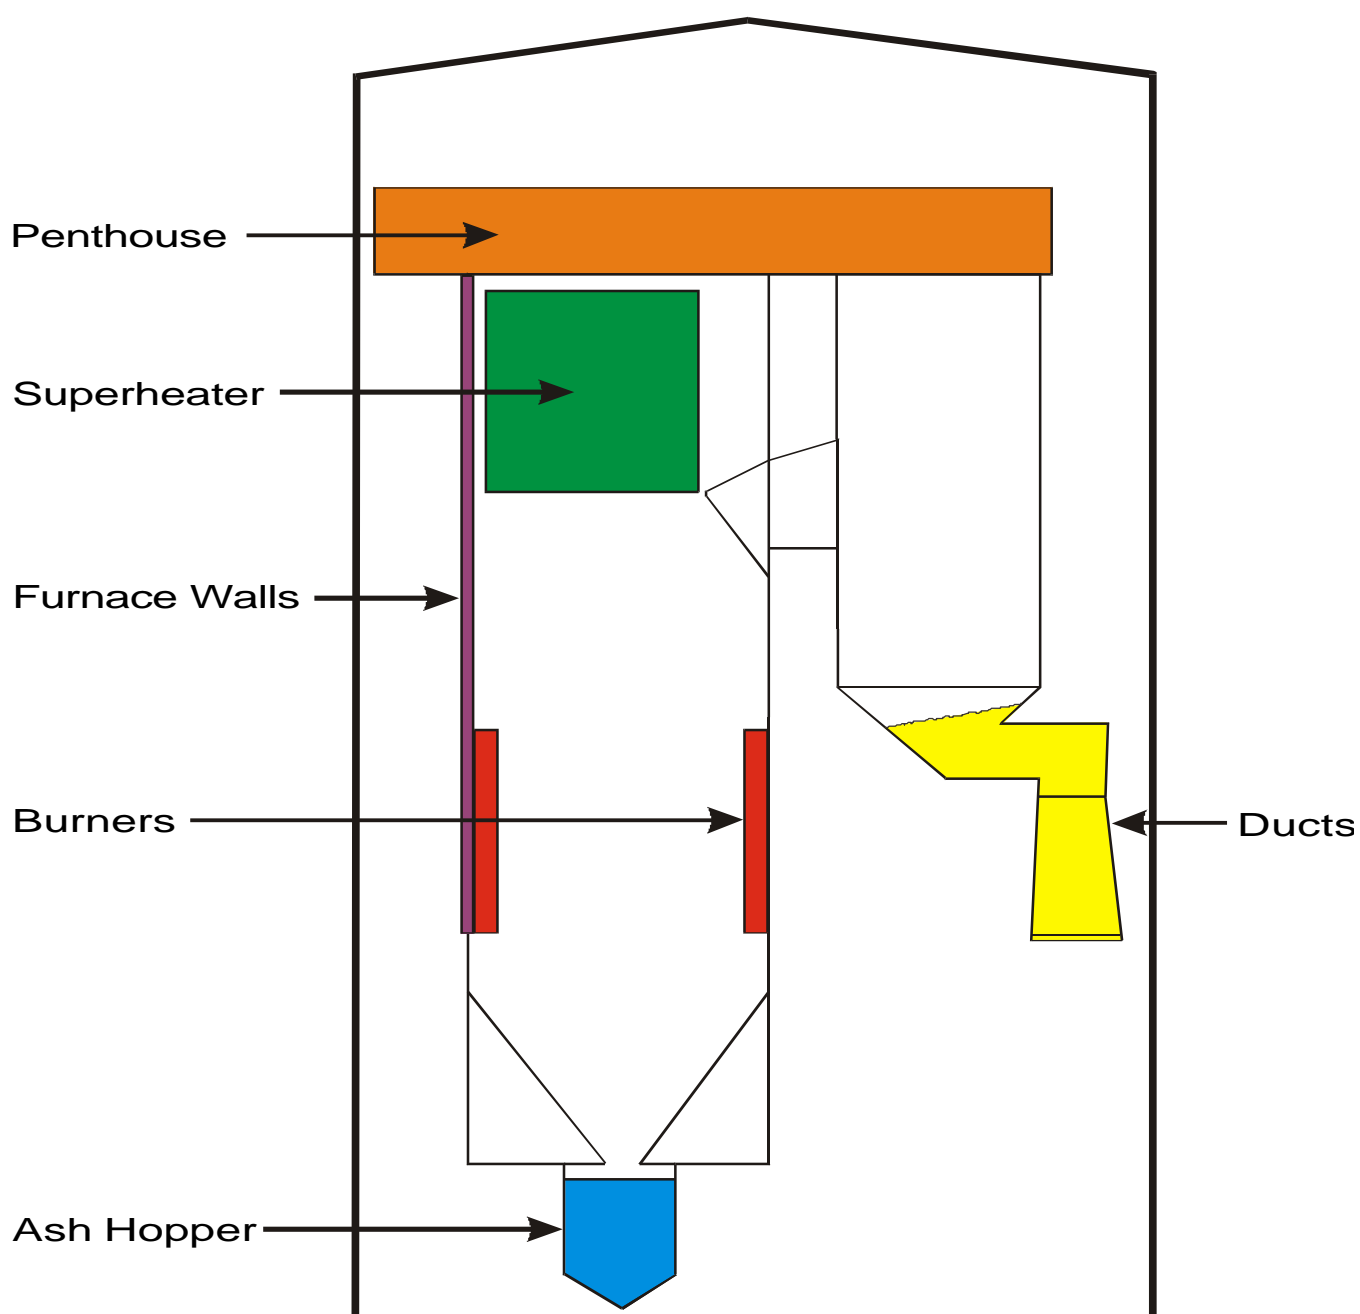 Penthouse
Superheater
Furnace Walls
Burners
Ducts
Ash Hopper